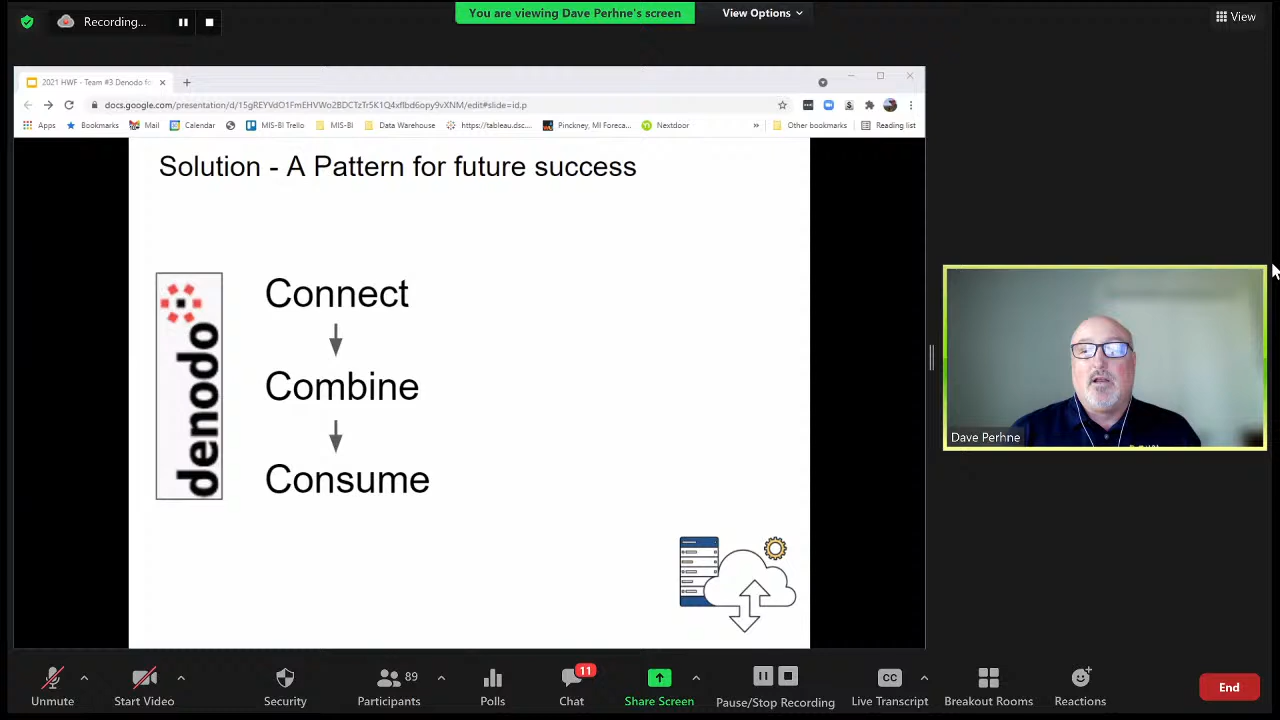 Recording...
You are viewing Dave Perhne's screen
View Options
View
2021 HWF - Team #3 Denodo fo
docs.google.com/presentation/d/15gREYVdO1FmEHVWo2BDCTzTr5K1Q4xflbd6opy9vXNM/edit#slide=id.p
Apps
Bookmarks
Mail
Calendar
MIS-BI Trello
MIS-BI
Data Warehouse
https://tableau.dsc...
Pinckney, MI Foreca...
Nextdoor
»
Other bookmarks
Reading list
Solution - A Pattern for future success
denodo
Connect
Combine
Consume
Dave Perhne
Unmute
Start Video
Security
89
Participants
Polls
11
Chat
Share Screen
Pause/Stop Recording
CC
Live Transcript
Breakout Rooms
Reactions
End